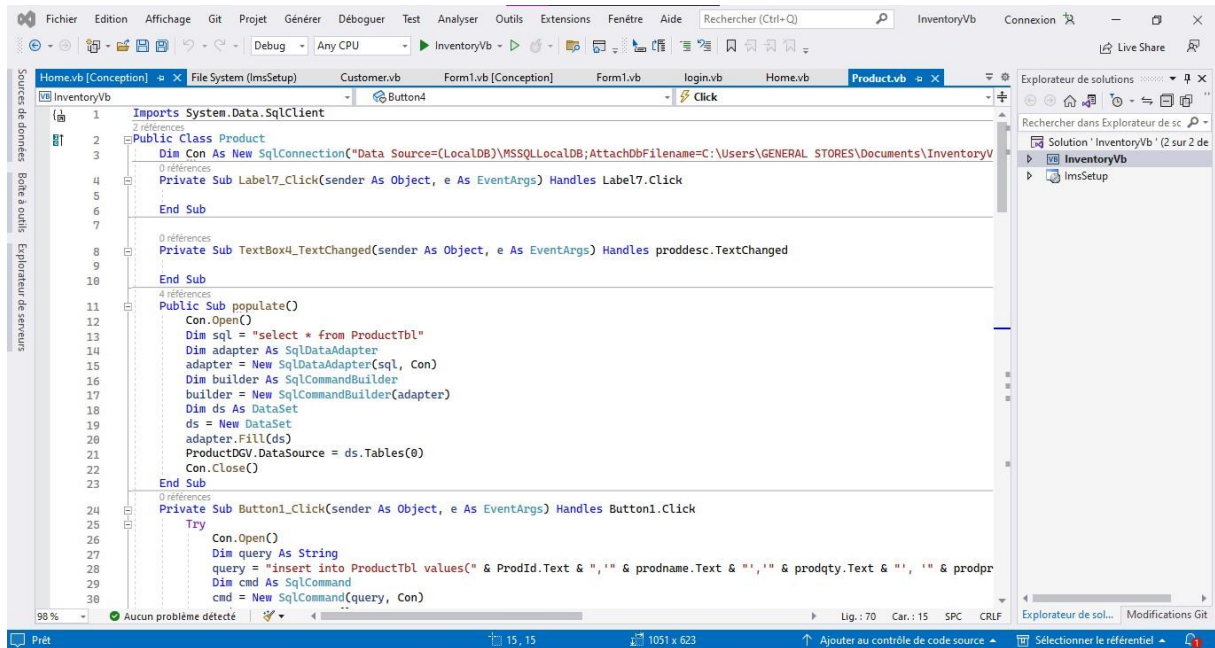 Fichier Edition Affichage Git Projet Générer Déboguer Test Analyser Outils Extensions Fenêtre Aide Rechercher (Ctrl+Q) InventoryVb Connexion
Debug Any CPU InventoryVb Live Share
Home.vb [Conception] File System (ImsSetup) Customer.vb Form1.vb [Conception] Form1.vb login.vb Home.vb Product.vb
VB InventoryVb Button4 Click
1 Imports System.Data.SqlClient
2 références
2 Public Class Product
3 Dim Con As New SqlConnection("Data Source=(LocalDB)\MSSQLLocalDB;AttachDbFilename=C:\Users\GENERAL STORES\Documents\InventoryV
0 références
4 Private Sub Label7_Click(sender As Object, e As EventArgs) Handles Label7.Click
5
6 End Sub
7
0 références
8 Private Sub TextBox4_TextChanged(sender As Object, e As EventArgs) Handles proddesc.TextChanged
9
10 End Sub
4 références
11 Public Sub populate()
12 Con.Open()
13 Dim sql = "select * from ProductTbl"
14 Dim adapter As SqlDataAdapter
15 adapter = New SqlDataAdapter(sql, Con)
16 Dim builder As SqlCommandBuilder
17 builder = New SqlCommandBuilder(adapter)
18 Dim ds As DataSet
19 ds = New DataSet
20 adapter.Fill(ds)
21 ProductDGV.DataSource = ds.Tables(0)
22 Con.Close()
23 End Sub
0 références
24 Private Sub Button1_Click(sender As Object, e As EventArgs) Handles Button1.Click
25 Try
26 Con.Open()
27 Dim query As String
28 query = "insert into ProductTbl values(" & ProdId.Text & ",'" & prodname.Text & "','" & prodqty.Text & "', '" & prodpr
29 Dim cmd As SqlCommand
30 cmd = New SqlCommand(query, Con)
98 % Aucun problème détecté Lig. : 70 Car. : 15 SPC CRLF
Sources de données
Boîte à outils
Explorateur de serveurs
Explorateur de solutions
Rechercher dans Explorateur de sc
Solution ' InventoryVb ' (2 sur 2 de
VB InventoryVb
ImsSetup
Explorateur de sol... Modifications Git
Prêt 15 , 15 1051 x 623 Ajouter au contrôle de code source Sélectionner le référentiel